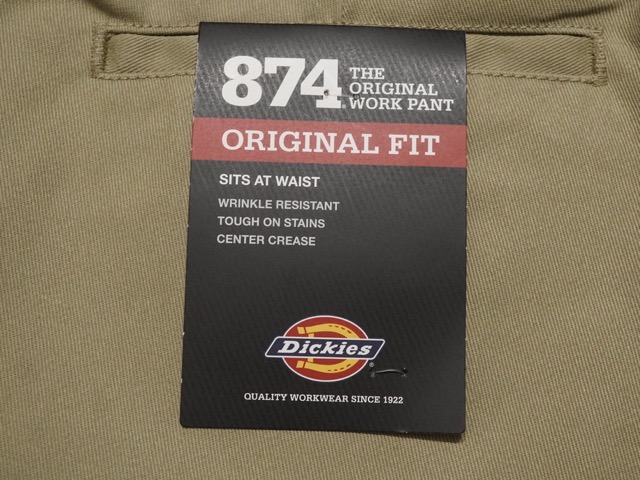 874
THE
ORIGINAL
WORK PANT
ORIGINAL FIT
SITS AT WAIST
WRINKLE RESISTANT
TOUGH ON STAINS
CENTER CREASE
Dickies
QUALITY WORKWEAR SINCE 1922